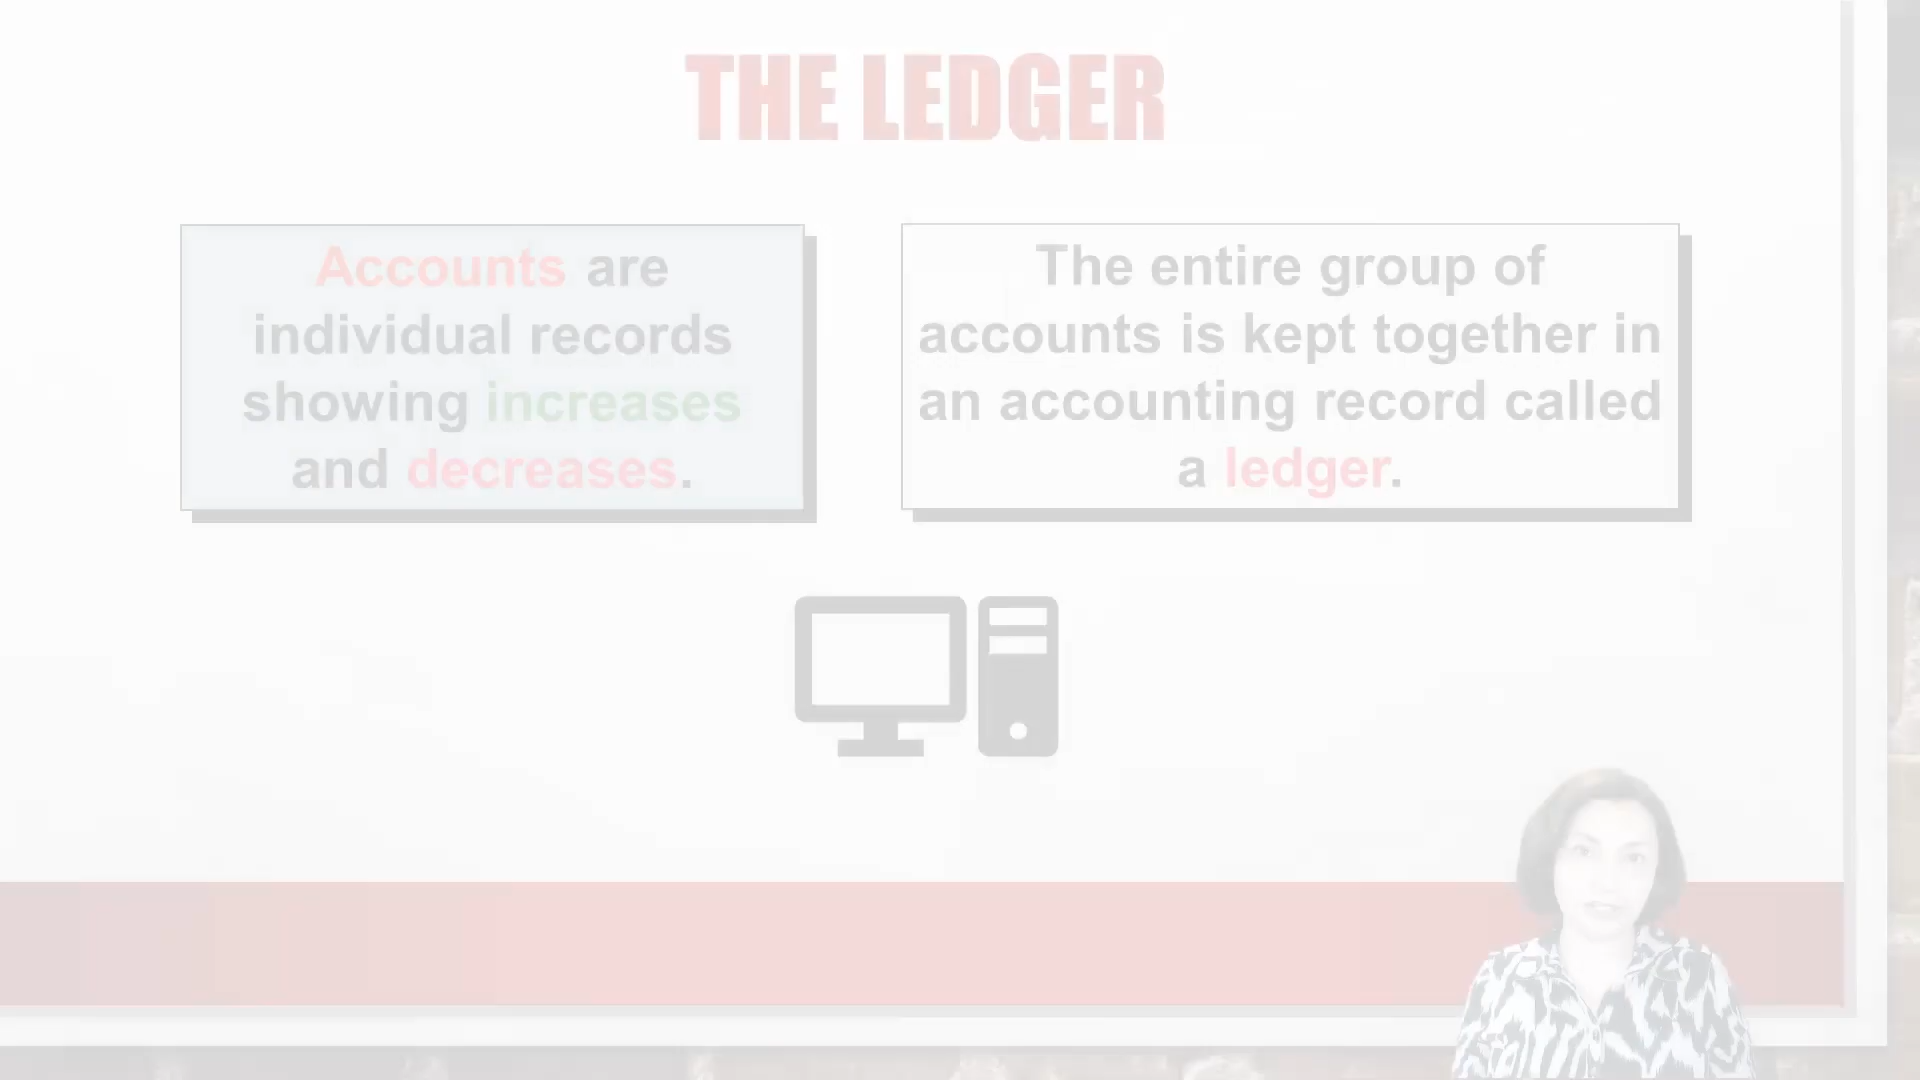 THE LEDGER
Accounts are
individual records
showing increases
and decreases.
The entire group of
accounts is kept together in
an accounting record called
a ledger.